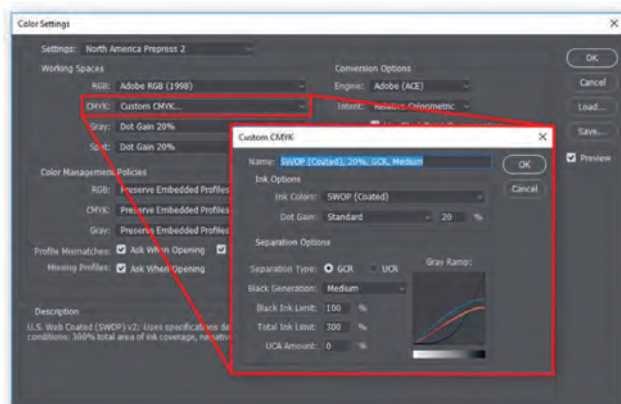 Color Settings
Settings: North America Prepress 2
Working Spaces
RGB: Adobe RGB (1998)
CMYK: Custom CMYK...
Gray: Dot Gain 20%
Spot: Dot Gain 20%
Color Management Policies
RGB: Preserve Embedded Profiles
CMYK: Preserve Embedded Profiles
Gray: Preserve Embedded Profiles
Profile Mismatches: Ask When Opening
Missing Profiles: Ask When Opening
Description
U.S. Web Coated (SWOP) v2: Uses specifications
conditions: 300% total area of ink coverage,
Conversion Options
Engine: Adobe (ACE)
Intent: Relative Colorimetric
OK
Cancel
Load...
Save...
Preview
Custom CMYK
Name: SWOP (Coated), 20%, GCR, Medium
Ink Options
Ink Colors: SWOP (Coated)
Dot Gain: Standard 20 %
Separation Options
Separation Type: GCR UCR
Black Generation: Medium
Black Ink Limit: 100 %
Total Ink Limit: 300 %
UCA Amount: 0 %
Gray Ramp:
OK
Cancel